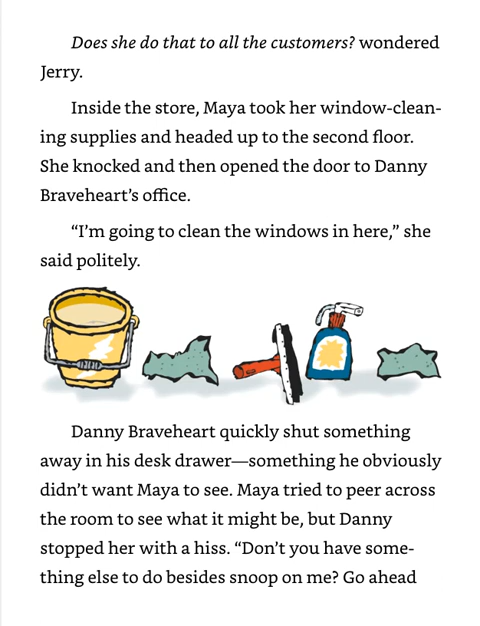 Does she do that to all the customers? wondered
Jerry.
Inside the store, Maya took her window-clean-
ing supplies and headed up to the second floor.
She knocked and then opened the door to Danny
Braveheart’s office.
“I’m going to clean the windows in here,” she
said politely.
Danny Braveheart quickly shut something
away in his desk drawer—something he obviously
didn’t want Maya to see. Maya tried to peer across
the room to see what it might be, but Danny
stopped her with a hiss. “Don’t you have some-
thing else to do besides snoop on me? Go ahead